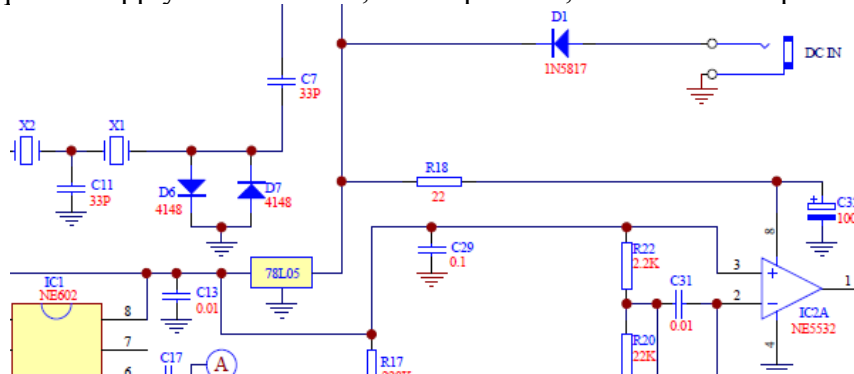 D1
DC IN
1N5817
C7
33P
X2
X1
R18
C11
33P
D6
4148
D7
4148
22
8
C29
0.1
R22
2.2K
C31
0.01
3
2
1
78L05
IC1
NE602
C13
0.01
8
7
6
IC2A
NE5532
4
C17
A
R17
R20
22K